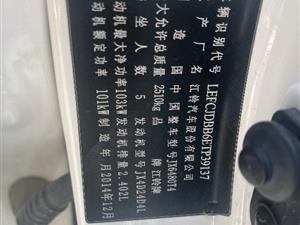 车辆识别代号 LEFCJDBB6ETP39137
生产厂名 江铃汽车股份有限公司
制造国 中国 整车型号 JX6480T4
最大允许总质量 2510kg 品牌 江铃牌
乘坐人数 5 发动机型号 JX4D24D4L
发动机最大净功率 103kW 发动机排量 2.402L
发动机额定功率 101kW 制造年月 2014年12月